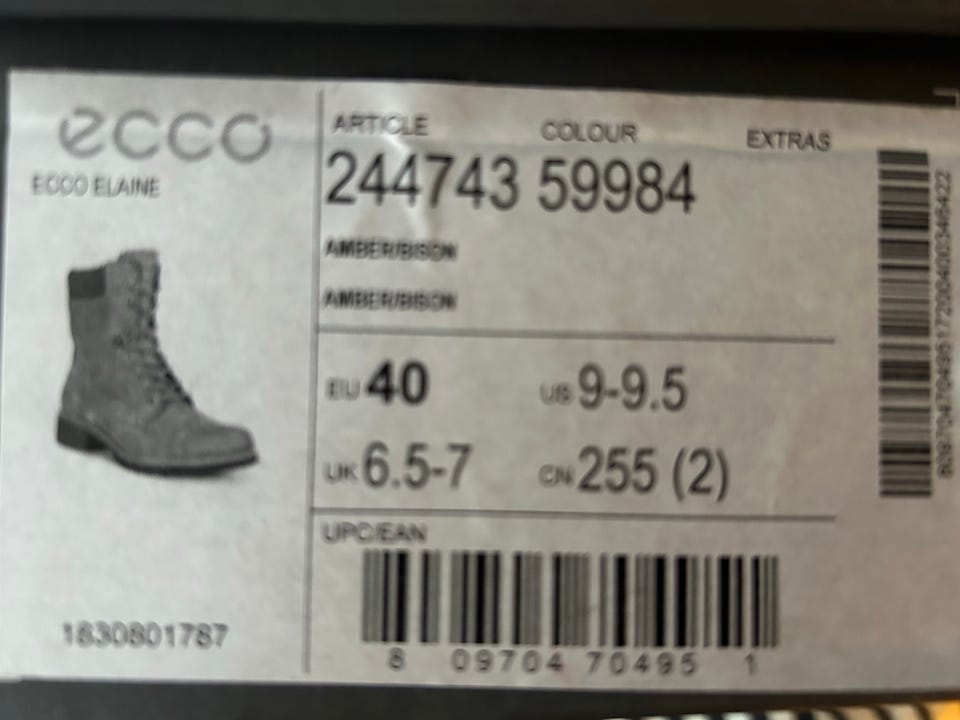 ecco
ECCO ELAINE
1830801787
ARTICLE COLOUR EXTRAS
244743 59984
AMBER/BISON
AMBER/BISON
EU 40 US 9-9.5
UK 6.5-7 CN 255 (2)
UPC/EAN
8 09704 70495 1